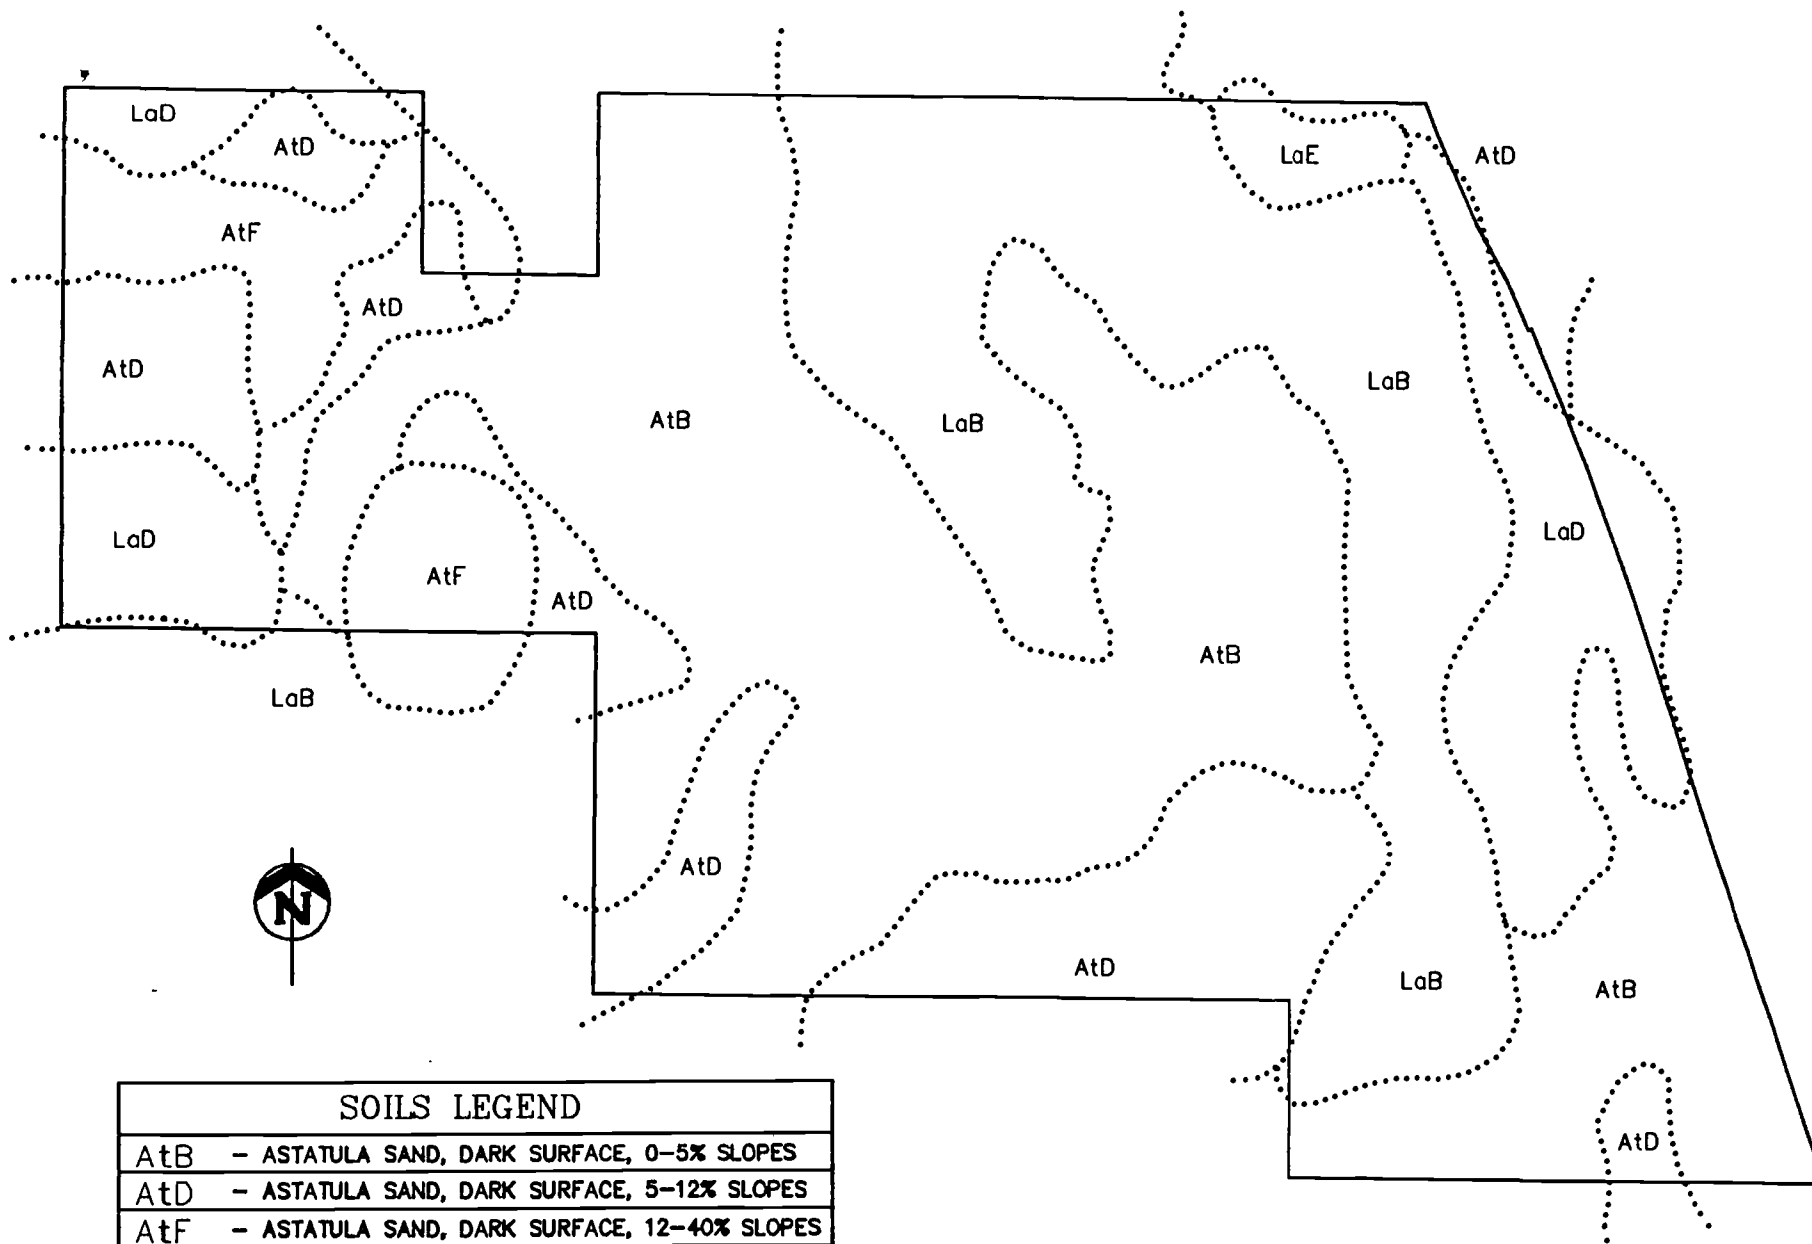 LaD
AtD
LaE
AtD
AtF
AtD
AtD
LaB
AtB
LaB
LaD
LaD
AtF
AtD
AtB
LaB
AtD
N
AtD
LaB
AtB
AtD
SOILS LEGEND
AtB - ASTATULA SAND, DARK SURFACE, 0-5% SLOPES
AtD - ASTATULA SAND, DARK SURFACE, 5-12% SLOPES
AtF - ASTATULA SAND, DARK SURFACE, 12-40% SLOPES